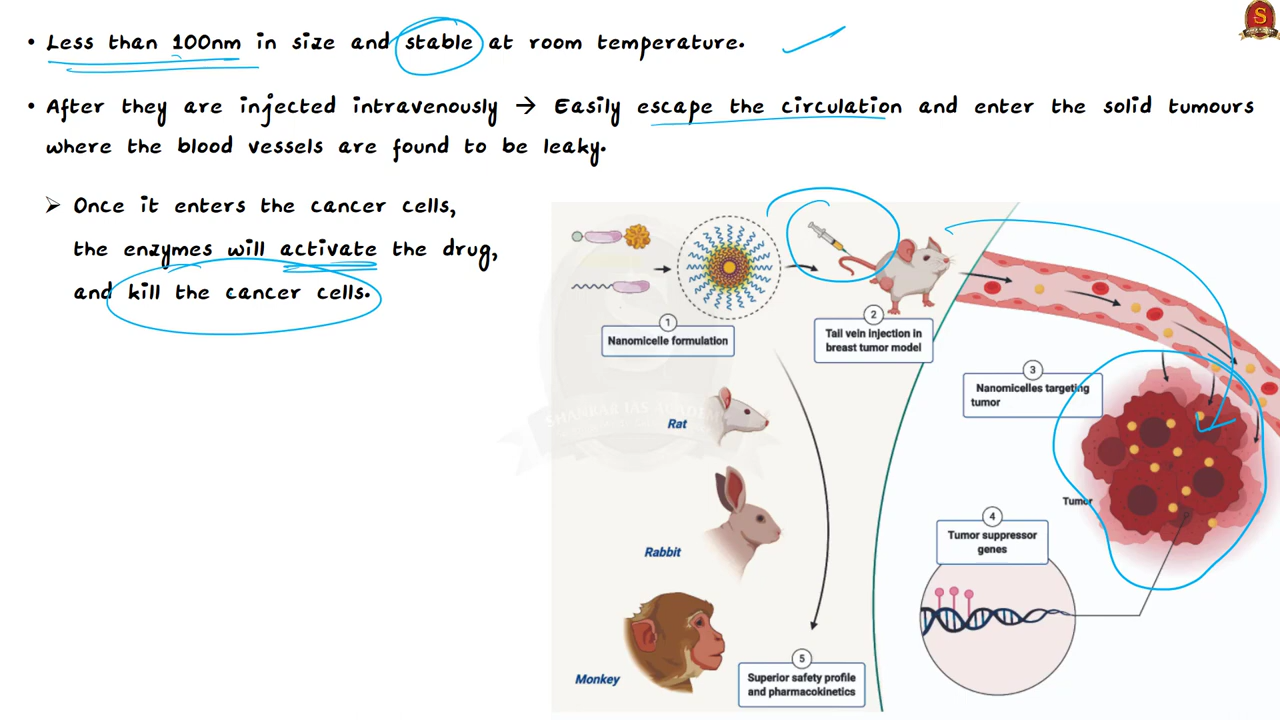 • Less than 100nm in size and stable at room temperature.
• After they are injected intravenously → Easily escape the circulation and enter the solid tumours
where the blood vessels are found to be leaky.
➢ Once it enters the cancer cells,
the enzymes will activate the drug,
and kill the cancer cells.
1
Nanomicelle formulation
2
Tail vein injection in
breast tumor model
3
Nanomicles targeting
tumor
Tumor
4
Tumor suppressor
genes
Rat
Rabbit
Monkey
5
Superior safety profile
and pharmacokinetics
SHANKAR IAS ACADEMY
S